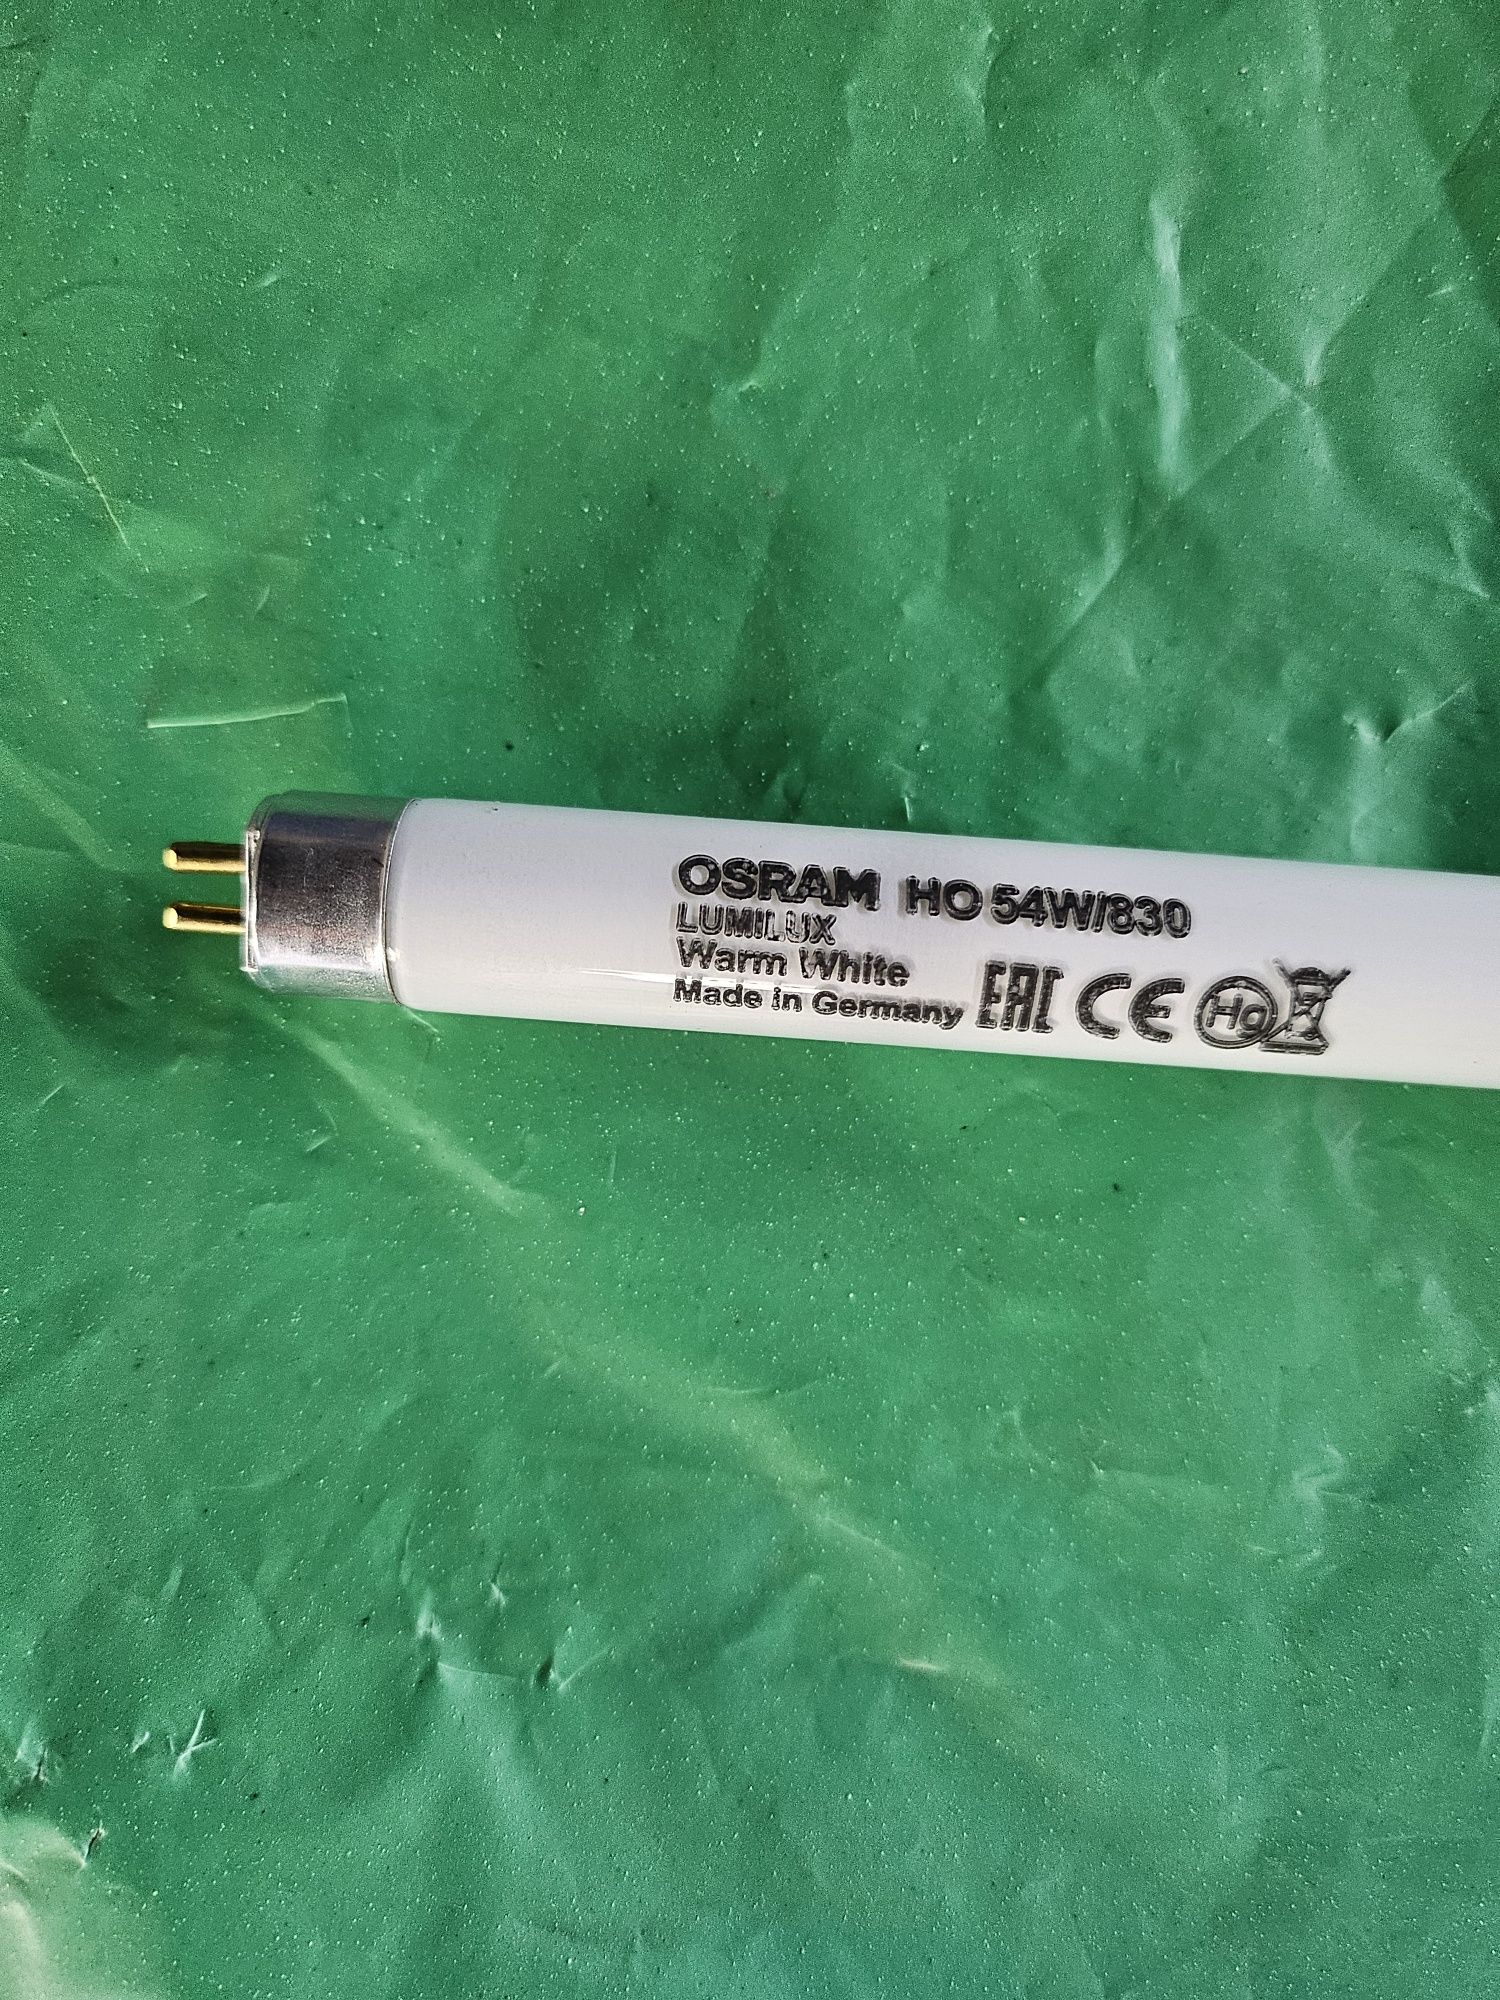 OSRAM HO 54W/830
LUMILUX
Warm White
Made in Germany EAC CE Hg